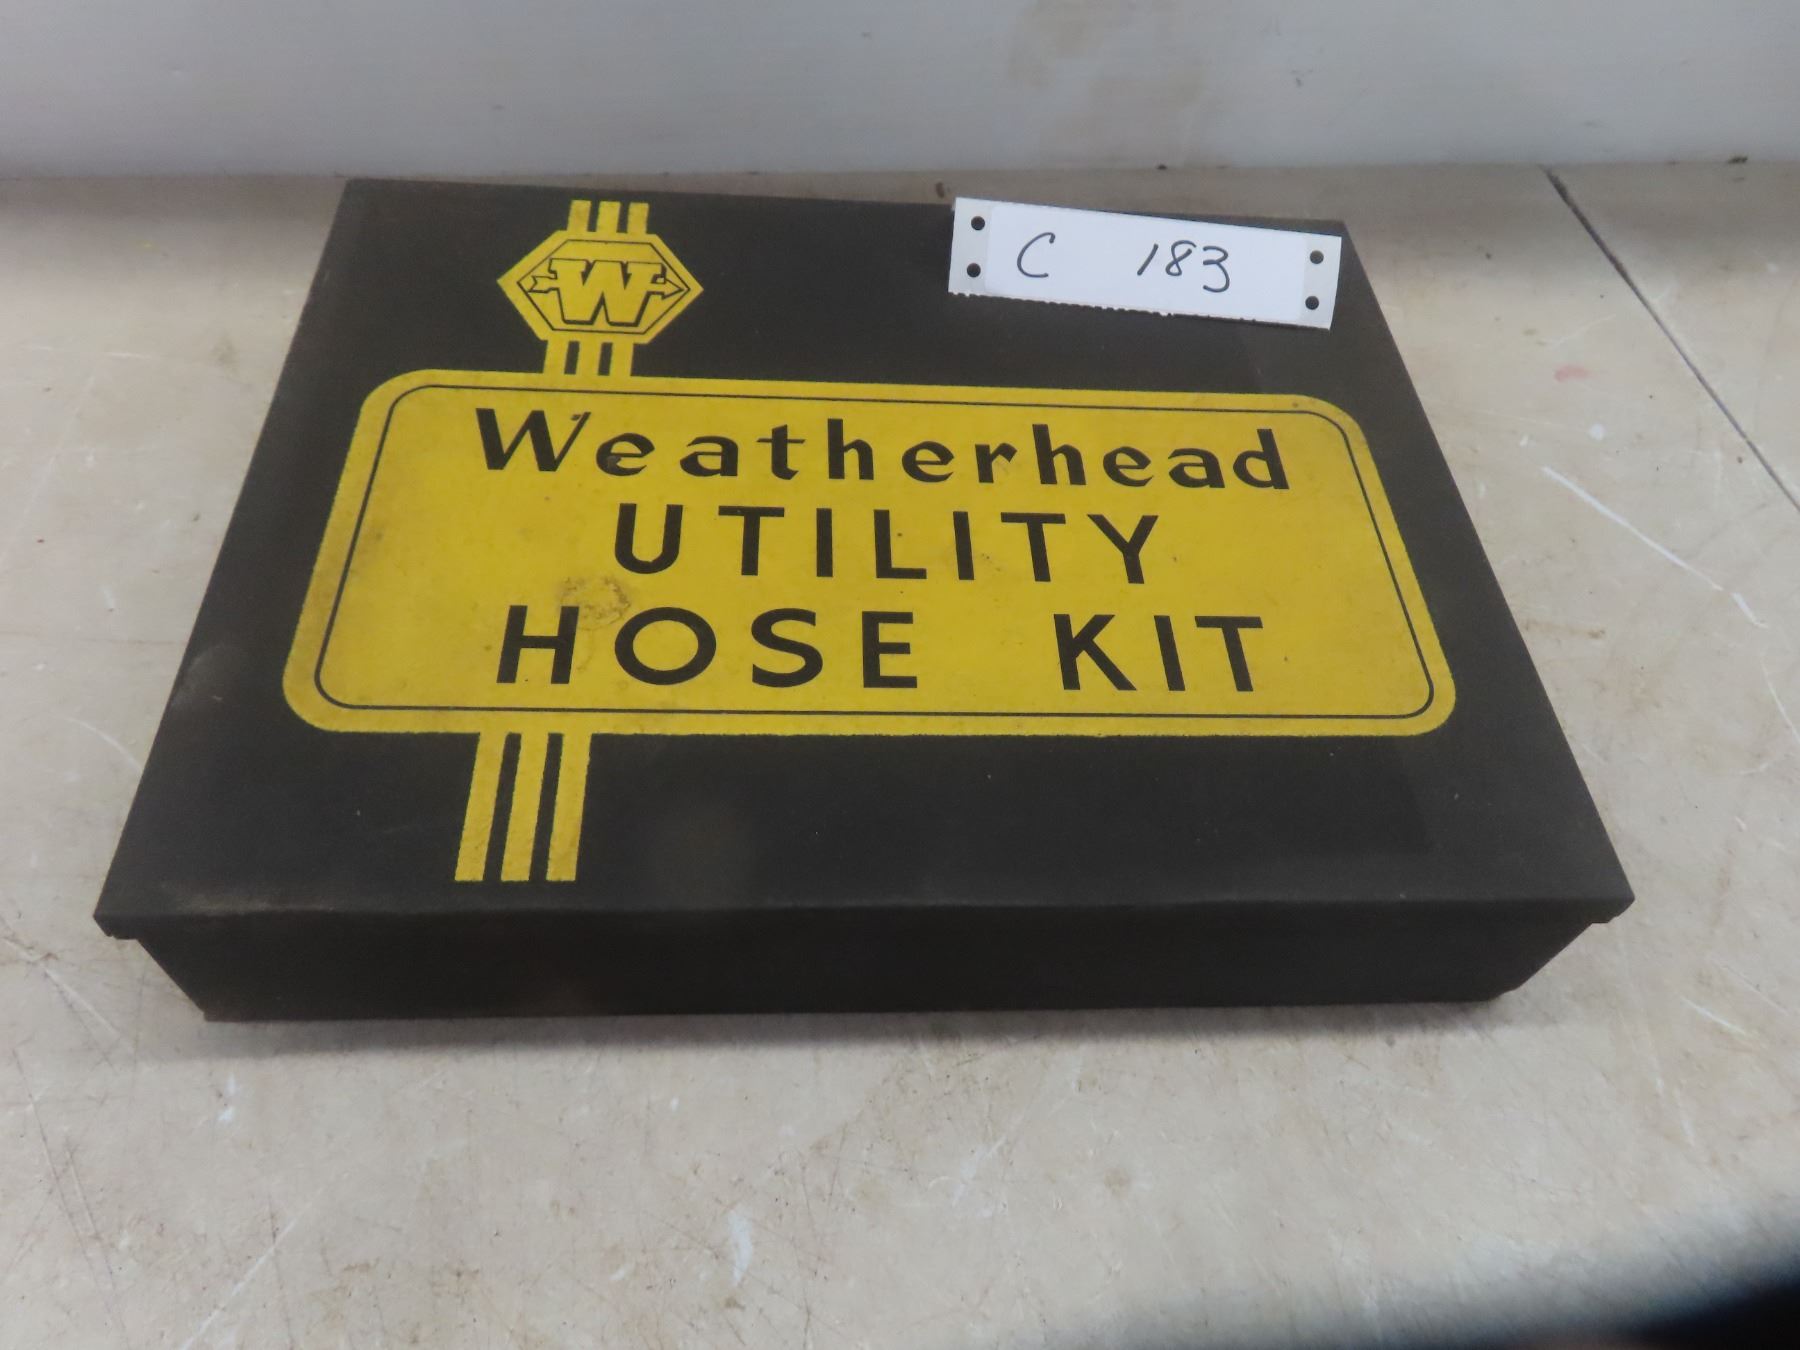 C 183
W
Weatherhead
UTILITY
HOSE KIT